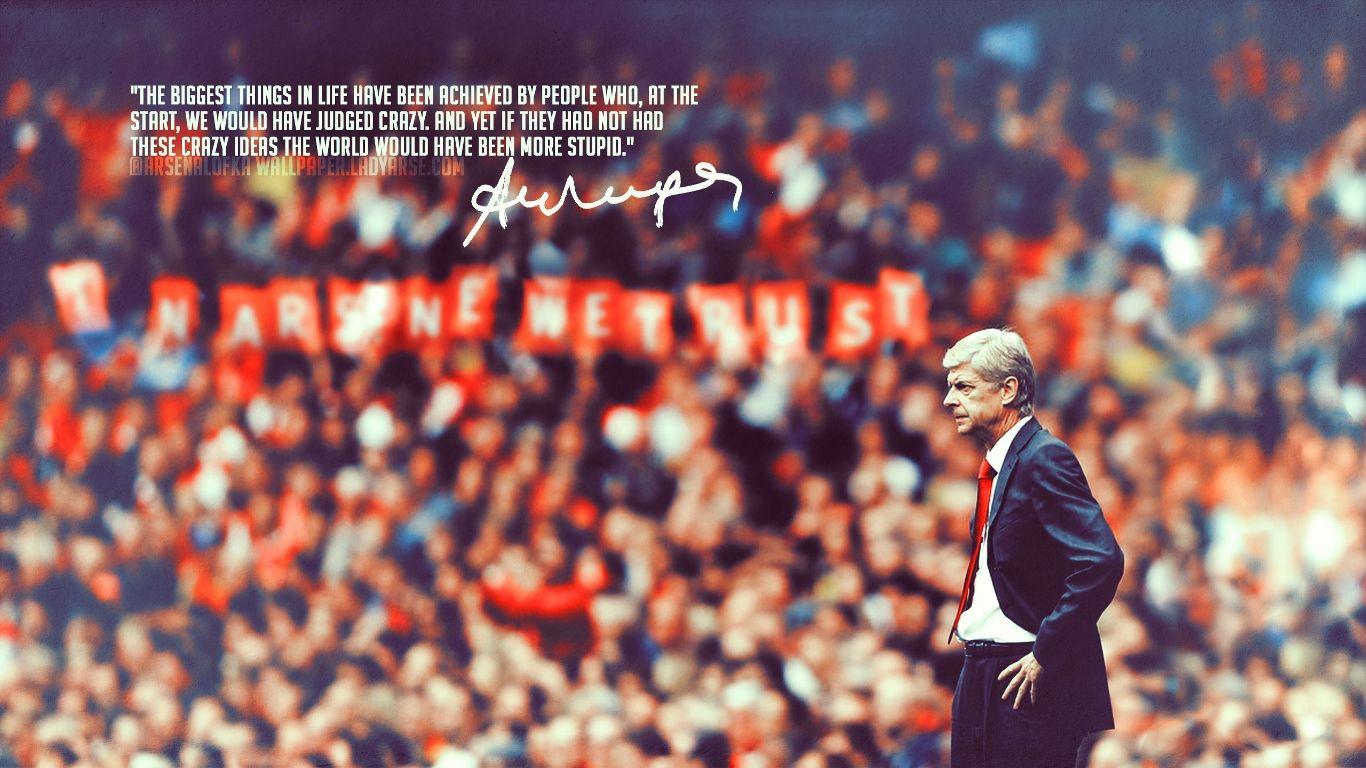 "THE BIGGEST THINGS IN LIFE HAVE BEEN ACHIEVED BY PEOPLE WHO, AT THE
START, WE WOULD HAVE JUDGED CRAZY. AND YET IF THEY HAD NOT HAD
THESE CRAZY IDEAS THE WORLD WOULD HAVE BEEN MORE STUPID."
@ARSENALUFKA WALLPAPER.LADYARSE.COM
IN ARSENE WE TRUST